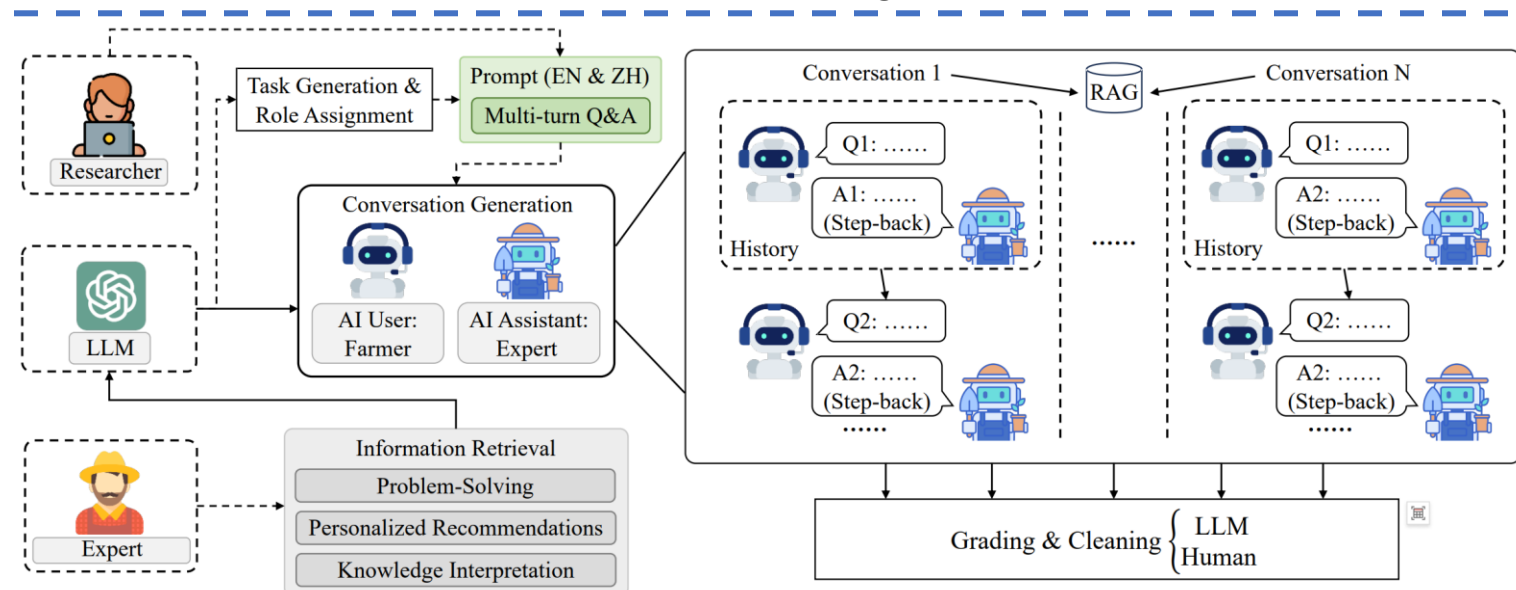 Researcher
Task Generation &
Role Assignment
Prompt (EN & ZH)
Multi-turn Q&A
LLM
Conversation Generation
AI User:
Farmer
AI Assistant:
Expert
Expert
Information Retrieval
Problem-Solving
Personalized Recommendations
Knowledge Interpretation
Conversation 1
RAG
Conversation N
Q1: ……
A1: ……
(Step-back)
History
Q2: ……
A2: ……
(Step-back)
……
……
Q1: ……
A2: ……
(Step-back)
History
Q2: ……
A2: ……
(Step-back)
……
Grading & Cleaning
LLM
Human